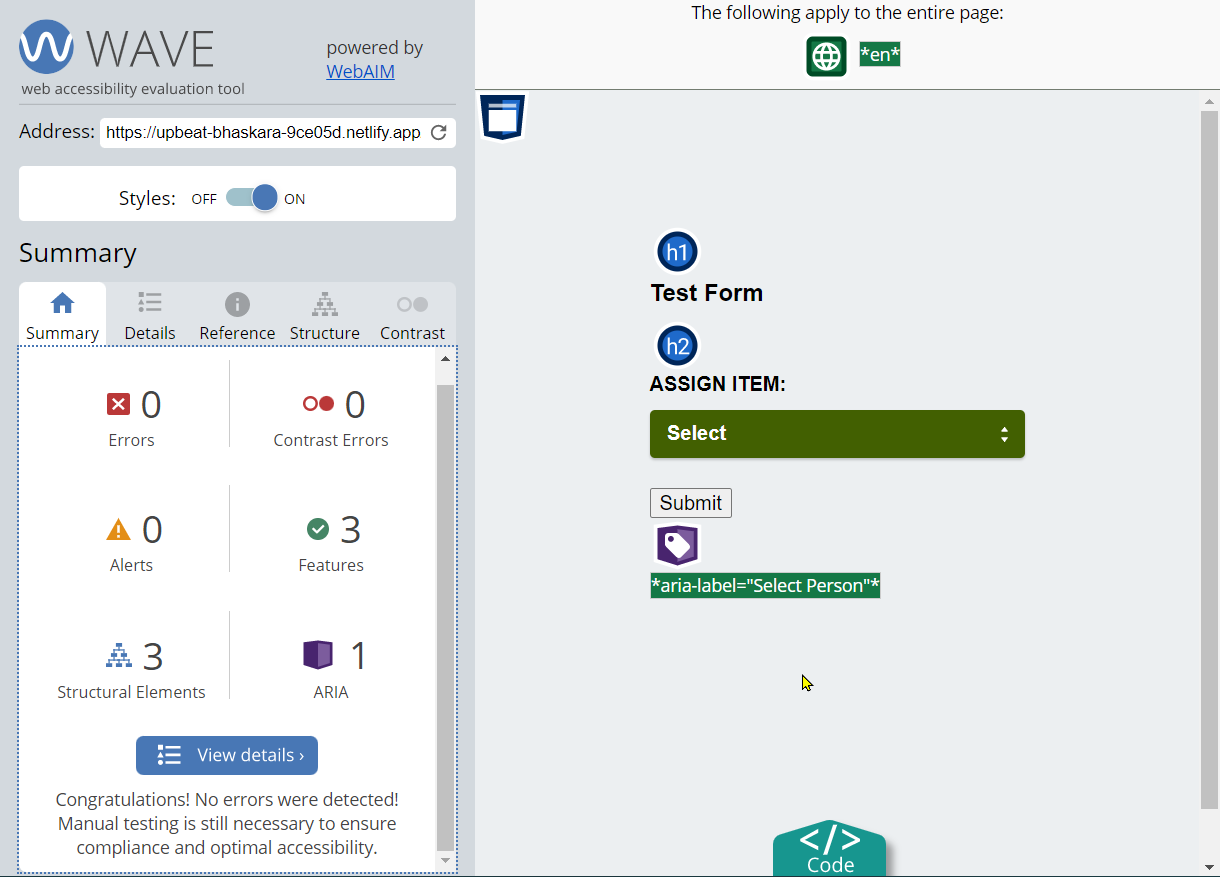 WAVE
powered by
WebAIM
web accessibility evaluation tool
Address: https://upbeat-bhaskara-9ce05d.netlify.app
Styles: OFF ON
Summary
Summary Details Reference Structure Contrast
0 0
Errors Contrast Errors
0 3
Alerts Features
3 1
Structural Elements ARIA
View details ›
Congratulations! No errors were detected!
Manual testing is still necessary to ensure
compliance and optimal accessibility.
The following apply to the entire page:
*en*
h1
Test Form
h2
ASSIGN ITEM:
Select
Submit
*aria-label="Select Person"*
</>
Code